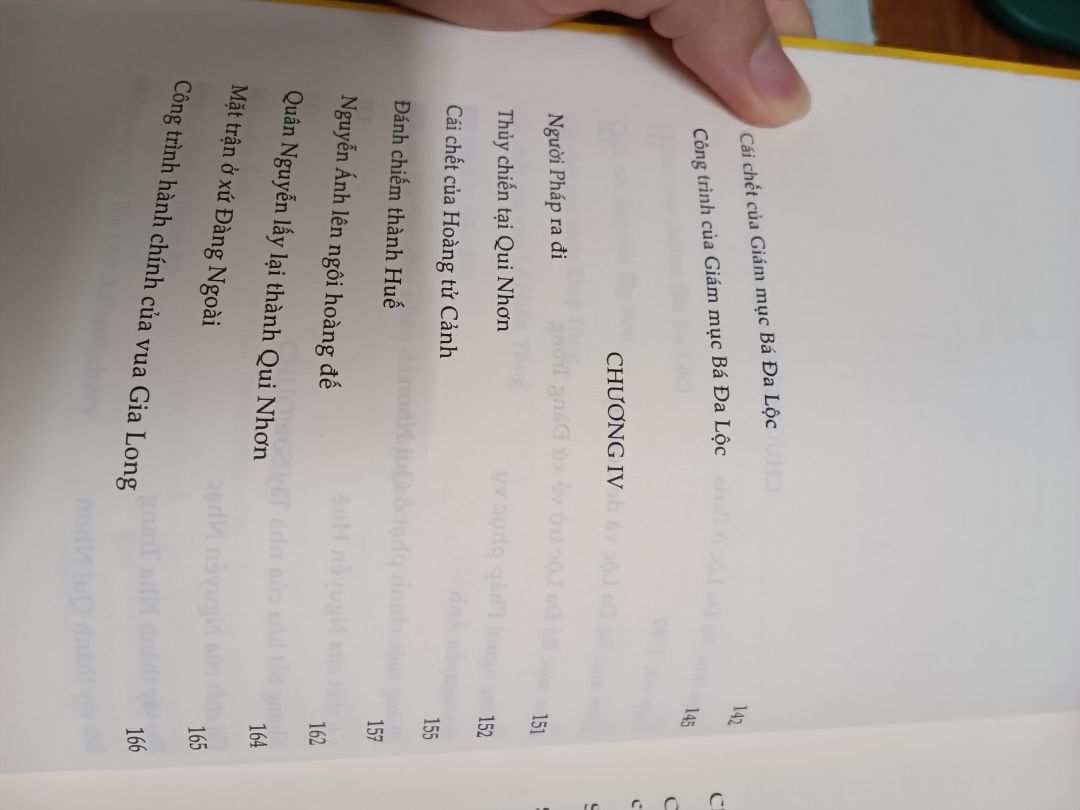 Cái chết của Giám mục Bá Đa Lộc 142
Công trình của Giám mục Bá Đa Lộc 145
CHƯƠNG IV
Người Pháp ra đi 151
Thủy chiến tại Qui Nhơn 152
Cái chết của Hoàng tử Cảnh 155
Đánh chiếm thành Huế 157
Nguyễn Ánh lên ngôi hoàng đế 162
Quân Nguyễn lấy lại thành Qui Nhơn 164
Mặt trận ở xứ Đàng Ngoài 165
Công trình hành chính của vua Gia Long 166